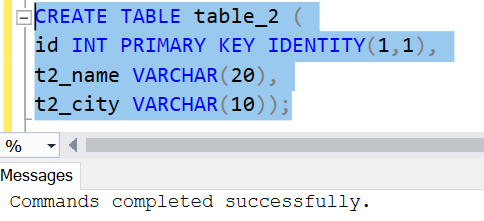 CREATE TABLE table_2 (
id INT PRIMARY KEY IDENTITY(1,1),
t2_name VARCHAR(20),
t2_city VARCHAR(10));
%
Messages
Commands completed successfully.